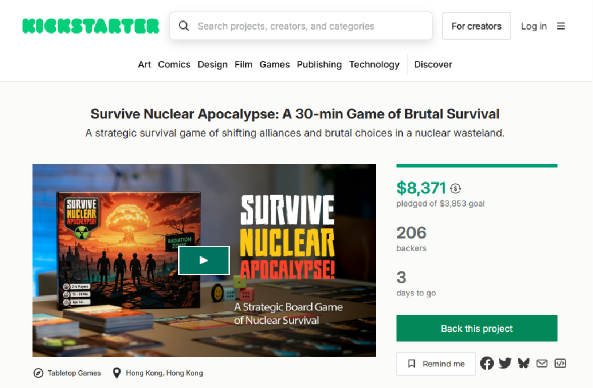 KICKSTARTER
Search projects, creators, and categories
For creators
Log in
Art Comics Design Film Games Publishing Technology Discover
Survive Nuclear Apocalypse: A 30-min Game of Brutal Survival
A strategic survival game of shifting alliances and brutal choices in a nuclear wasteland.
SURVIVE
NUCLEAR
APOCALYPSE!
RADIATION
SURVIVE
NUCLEAR
APOCALYPSE!
A Strategic Board Game
of Nuclear Survival
$8,371
pledged of $3,853 goal
206
backers
3
days to go
Back this project
Remind me
Tabletop Games
Hong Kong, Hong Kong